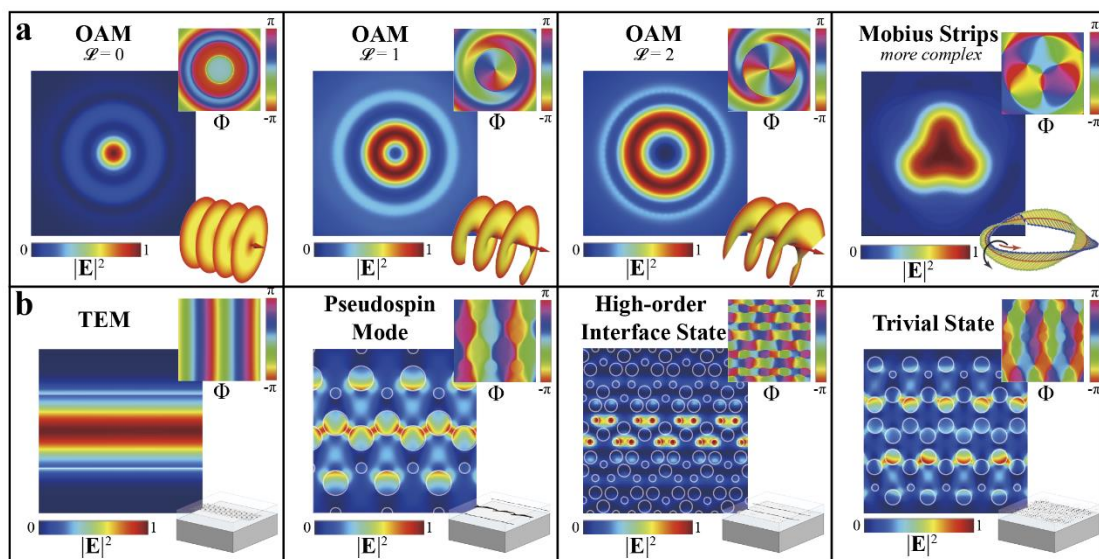 a
OAM
ℒ = 0
π
-π
Φ
0 1
|E|²
OAM
ℒ = 1
π
-π
Φ
0 1
|E|²
OAM
ℒ = 2
π
-π
Φ
0 1
|E|²
Mobius Strips
more complex
π
-π
Φ
0 1
|E|²
b
TEM
π
-π
Φ
0 1
|E|²
Pseudospin
Mode
π
-π
Φ
0 1
|E|²
High-order
Interface State
π
-π
Φ
0 1
|E|²
Trivial State
π
-π
Φ
0 1
|E|²